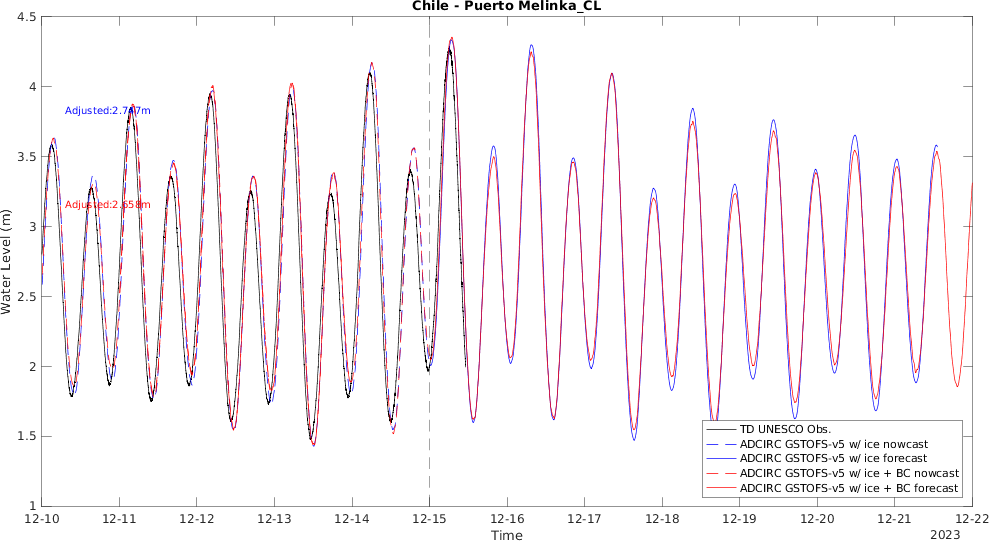 Chile - Puerto Melinka_CL
4.5
4
3.5
3
2.5
2
1.5
1
Water Level (m)
Adjusted:2.658m
TD UNESCO Obs.
ADCIRC GSTOFS-v5 w/ ice nowcast
ADCIRC GSTOFS-v5 w/ ice forecast
ADCIRC GSTOFS-v5 w/ ice + BC nowcast
ADCIRC GSTOFS-v5 w/ ice + BC forecast
12-10 12-11 12-12 12-13 12-14 12-15 12-16 12-17 12-18 12-19 12-20 12-21 12-22
Time
2023